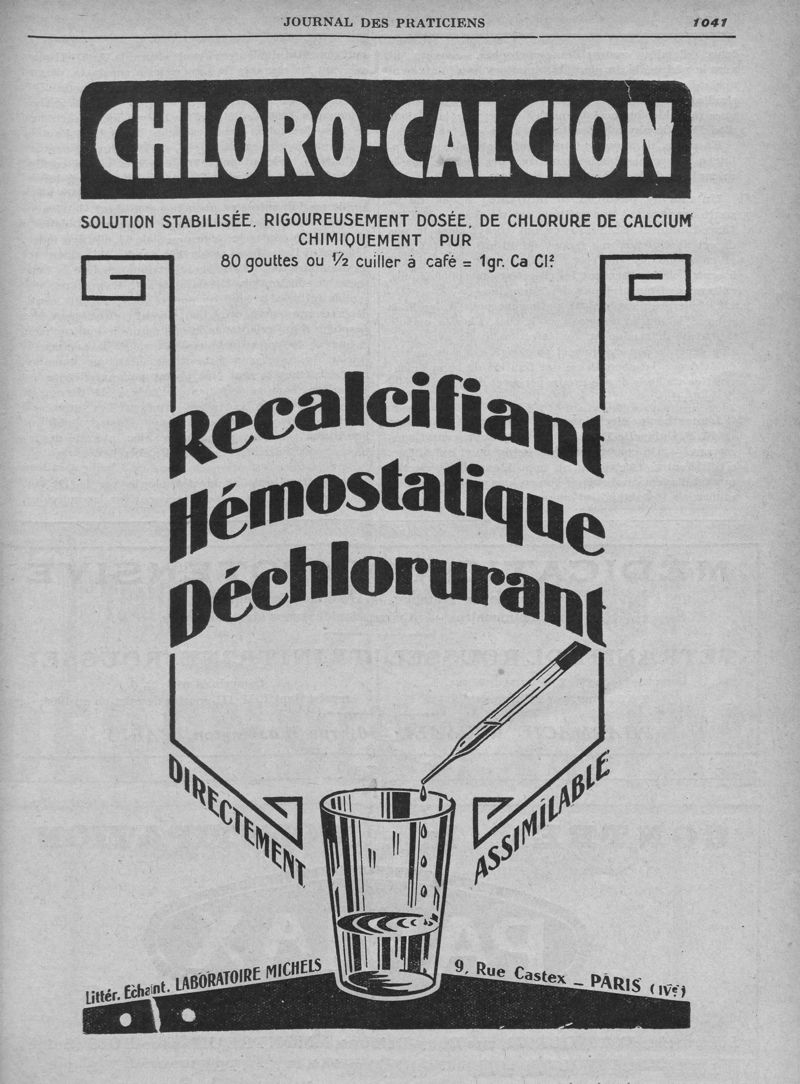 JOURNAL DES PRATICIENS
1041
CHLORO-CALCION
SOLUTION STABILISÉE, RIGOUREUSEMENT DOSÉE, DE CHLORURE DE CALCIUM
CHIMIQUEMENT PUR
80 gouttes ou ½ cuiller à café = 1gr. Ca Cl²
Recalcifiant
Hémostatique
Déchlorurant
DIRECTEMENT
ASSIMILABLE
Littér. Echaint. LABORATOIRE MICHELS
9, Rue Castex - PARIS (IVᵉ)